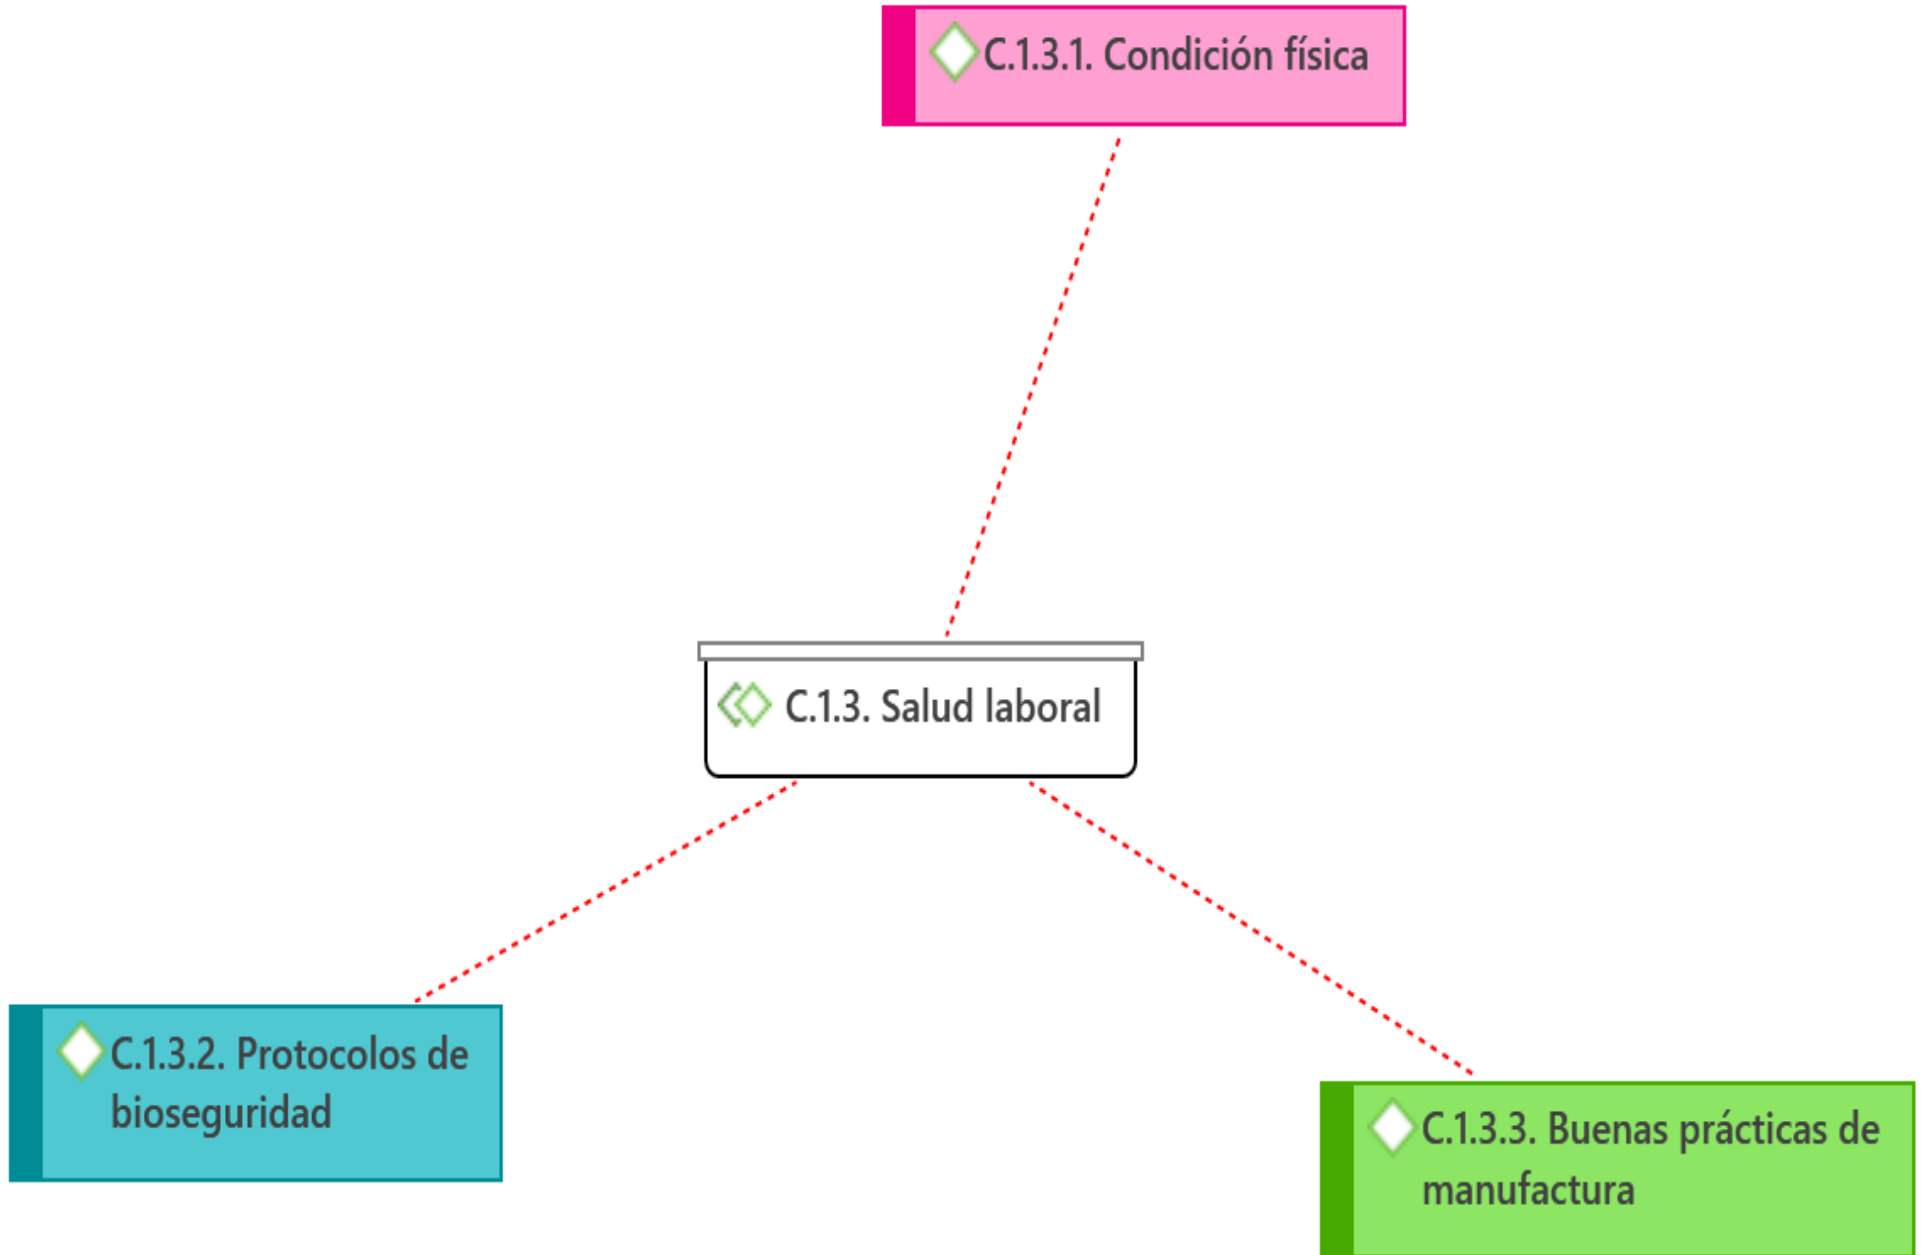 C.1.3.1. Condición física
C.1.3. Salud laboral
C.1.3.2. Protocolos de
bioseguridad
C.1.3.3. Buenas prácticas de
manufactura